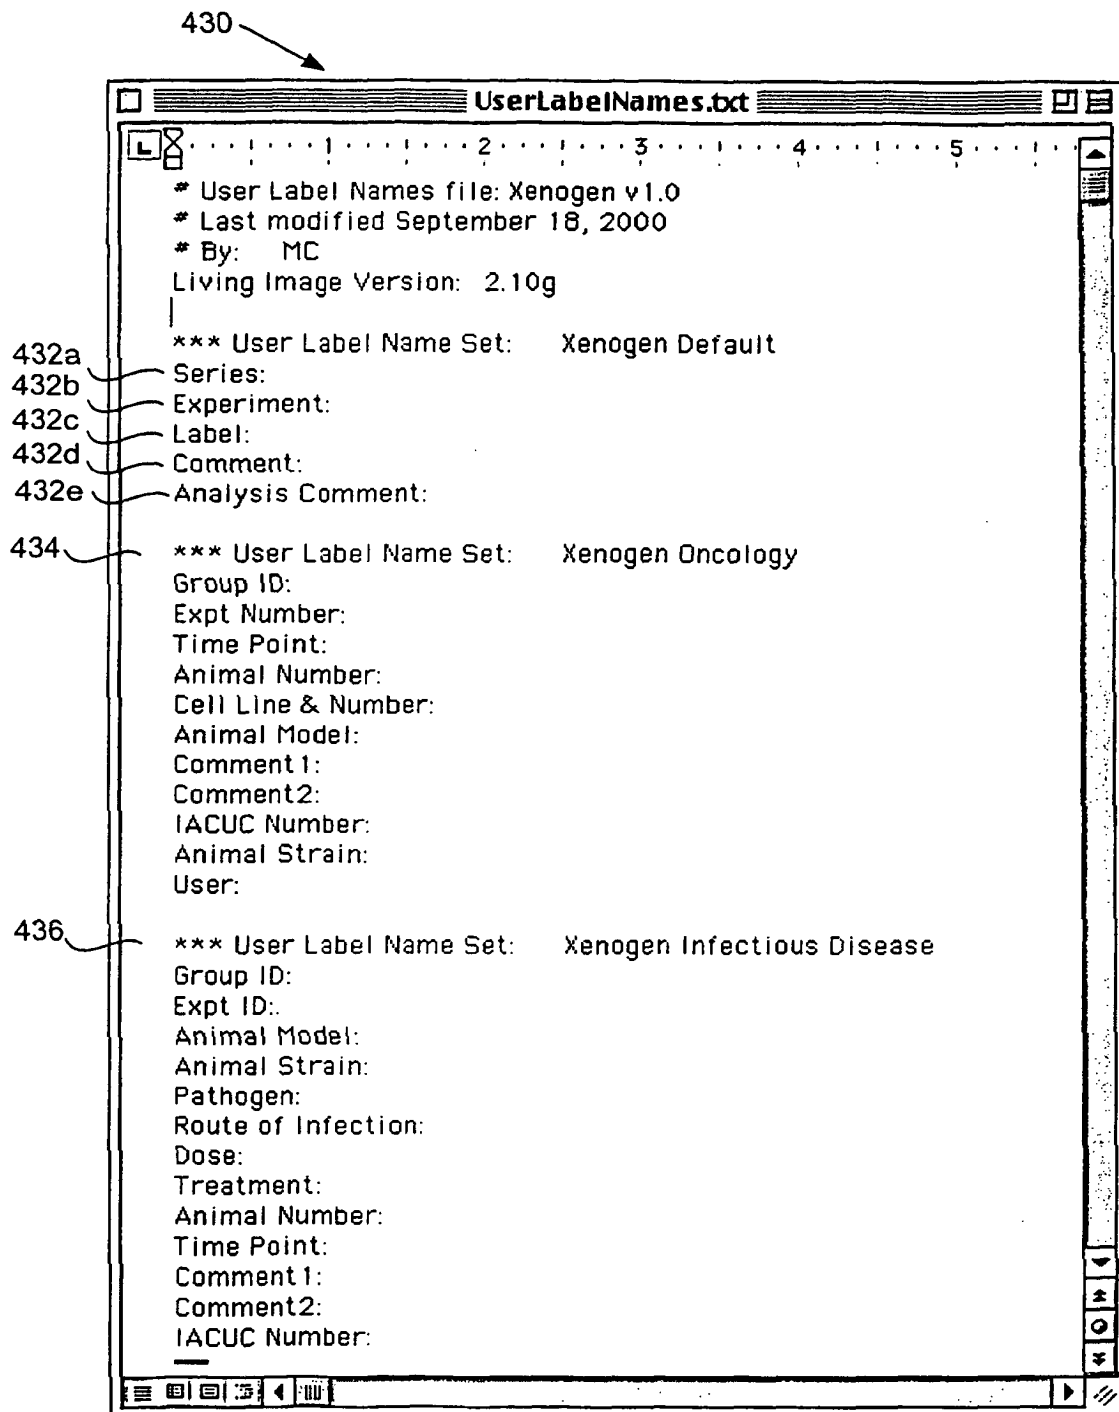 430
UserLabelNames.txt
1 2 3 4 5
# User Label Names file: Xenogen v1.0
# Last modified September 18, 2000
# By: MC
Living Image Version: 2.10g
*** User Label Name Set: Xenogen Default
432a Series:
432b Experiment:
432c Label:
432d Comment:
432e Analysis Comment:
434 *** User Label Name Set: Xenogen Oncology
Group ID:
Expt Number:
Time Point:
Animal Number:
Cell Line & Number:
Animal Model:
Comment1:
Comment2:
IACUC Number:
Animal Strain:
User:
436 *** User Label Name Set: Xenogen Infectious Disease
Group ID:
Expt ID:.
Animal Model:
Animal Strain:
Pathogen:
Route of Infection:
Dose:
Treatment:
Animal Number:
Time Point:
Comment1:
Comment2:
IACUC Number: